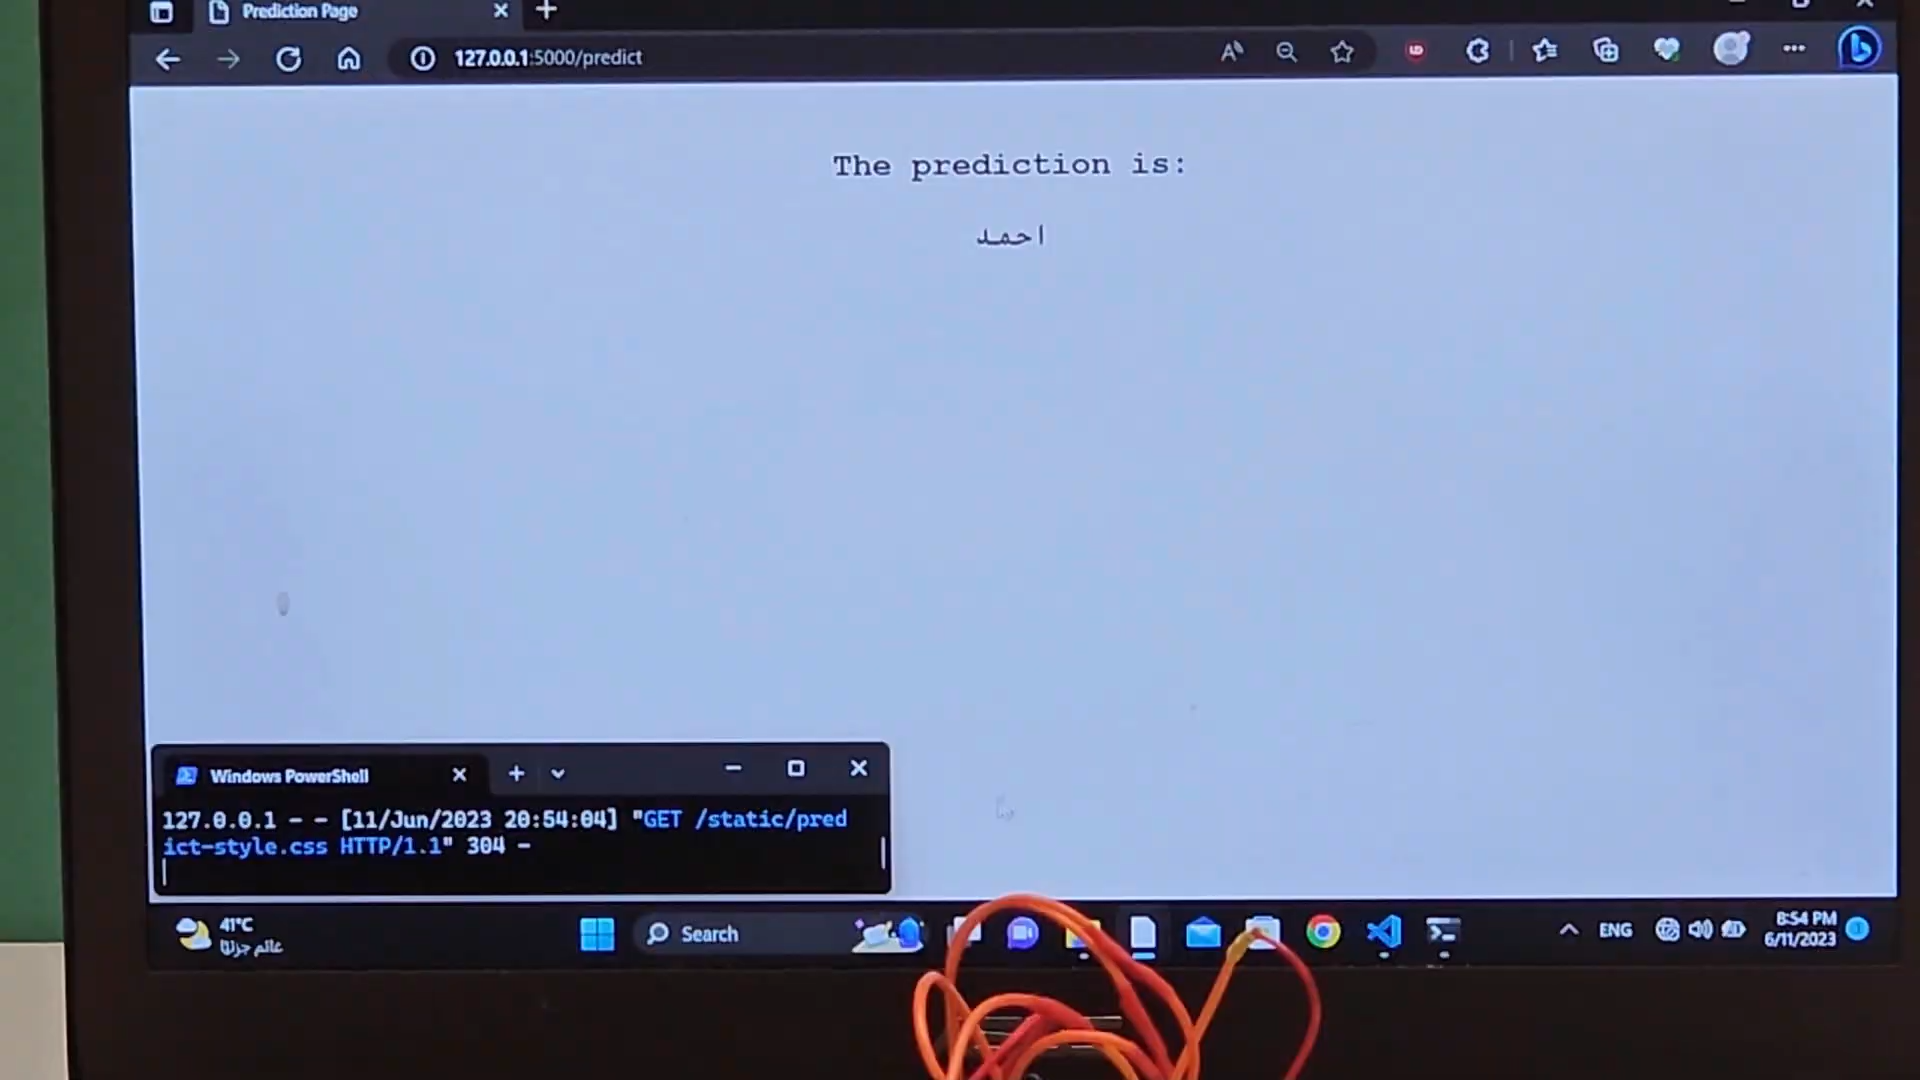 Prediction Page
127.0.0.1:5000/predict
The prediction is:
احمد
Windows PowerShell
127.0.0.1 - - [11/Jun/2023 20:54:04] "GET /static/pred
ict-style.css HTTP/1.1" 304 -
41°C
غائم جزئيًا
Search
ENG
8:54 PM
6/11/2023